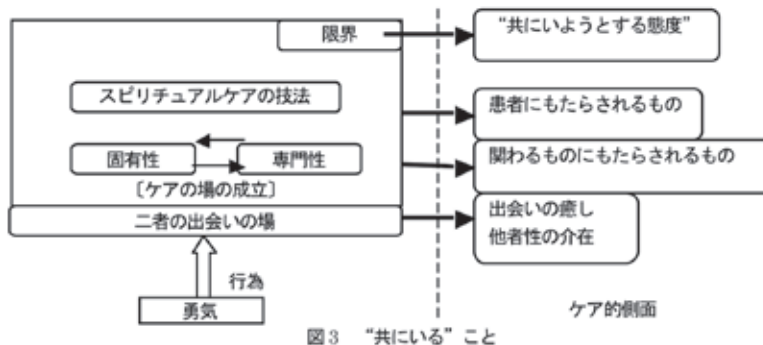 限界
“共にいようとする態度”
スピリチュアルケアの技法
患者にもたらされるもの
固有性
専門性
関わるものにもたらされるもの
〔ケアの場の成立〕
二者の出会いの場
出会いの癒し
他者性の介在
行為
勇気
ケア的側面
図3 “共にいる”こと